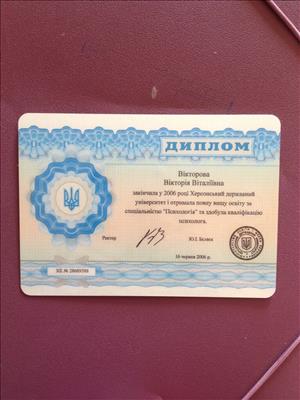 ДИПЛОМ
Вікторова
Вікторія Віталіївна
закінчила у 2006 році Херсонський державний
університет і отримала повну вищу освіту за
спеціальністю "Психологія" та здобула кваліфікацію
психолога.
Ректор Ю.І. Бєляєв
16 червня 2006 р.